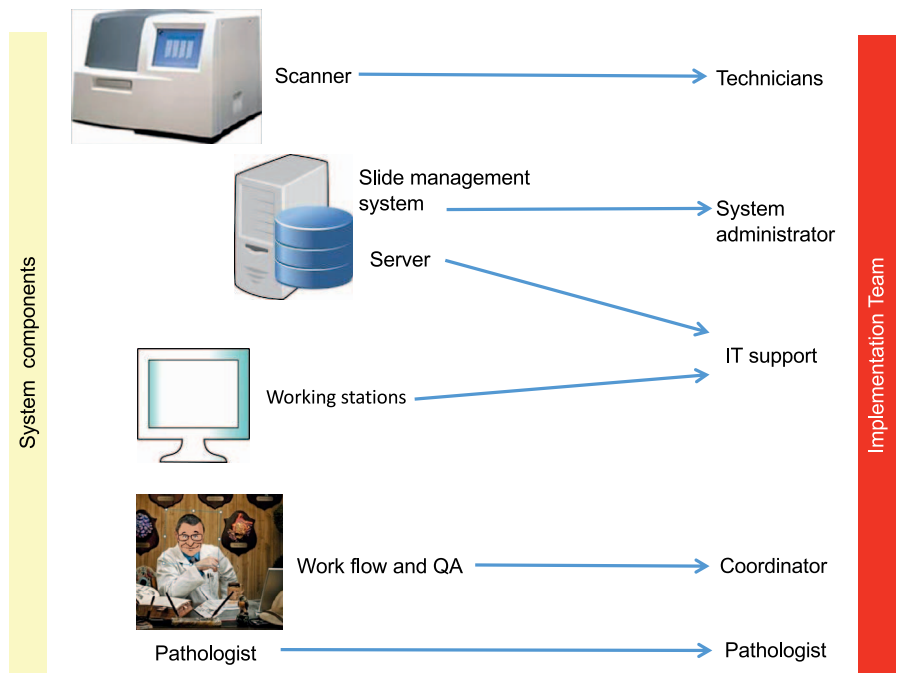 Scanner
Technicians
Slide management
system
System
administrator
Server
IT support
Working stations
Work flow and QA
Coordinator
Pathologist
Pathologist
System components
Implementation Team